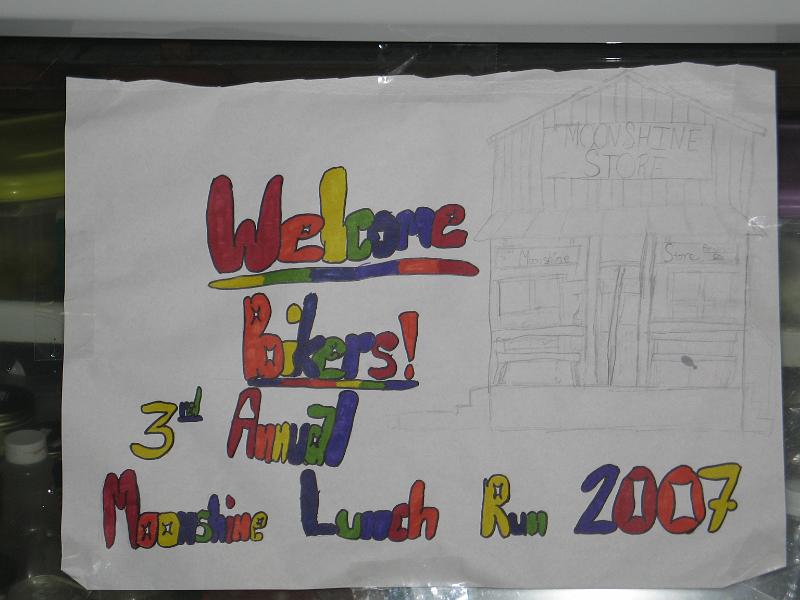 MOONSHINE
STORE
Welcome
Moonshine
Store
Bikers!
3rd Annual
Moonshine Lunch Run 2007